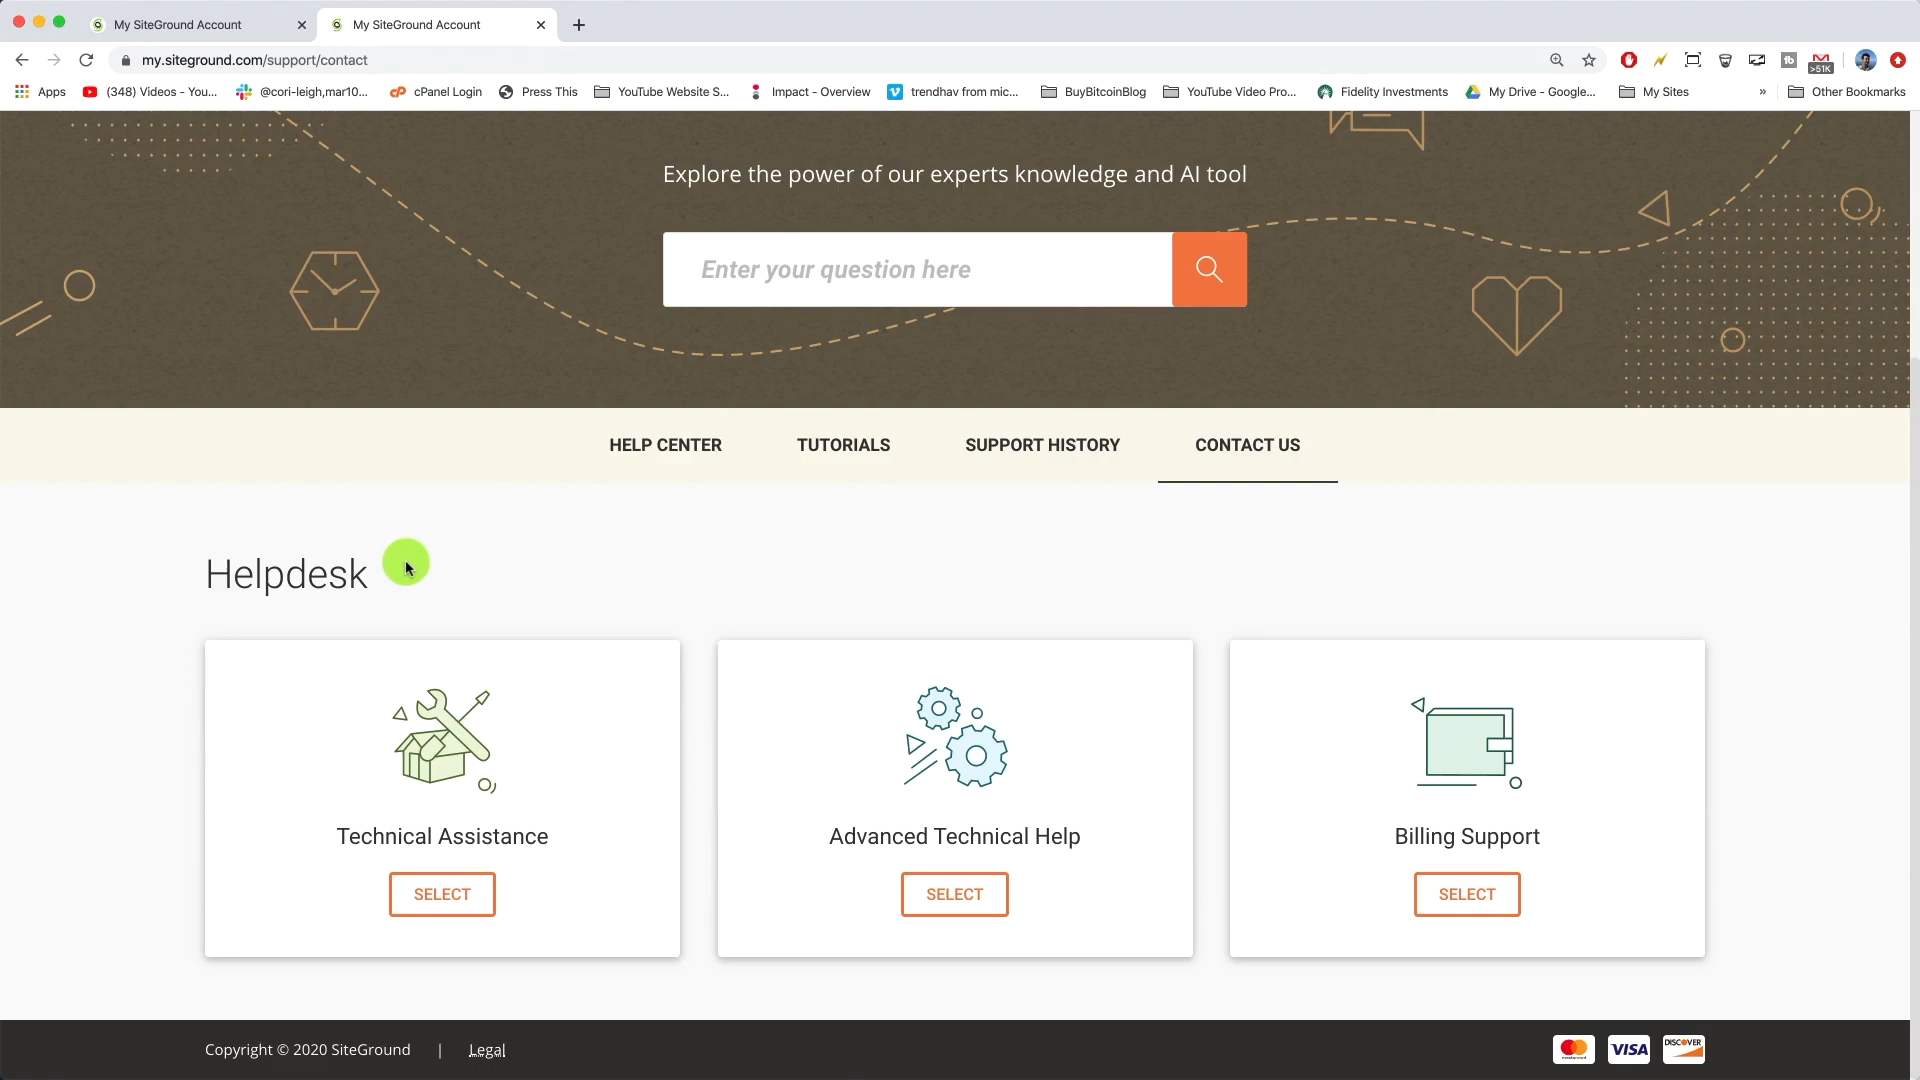 My SiteGround Account
My SiteGround Account
my.siteground.com/support/contact
>51K
Apps
(348) Videos - You...
@cori-leigh,mar10...
cPanel Login
Press This
YouTube Website S...
Impact - Overview
trendhav from mic...
BuyBitcoinBlog
YouTube Video Pro...
Fidelity Investments
My Drive - Google...
My Sites
»
Other Bookmarks
Explore the power of our experts knowledge and AI tool
Enter your question here
HELP CENTER
TUTORIALS
SUPPORT HISTORY
CONTACT US
Helpdesk
Technical Assistance
SELECT
Advanced Technical Help
SELECT
Billing Support
SELECT
Copyright © 2020 SiteGround | Legal
VISA
DISCOVER